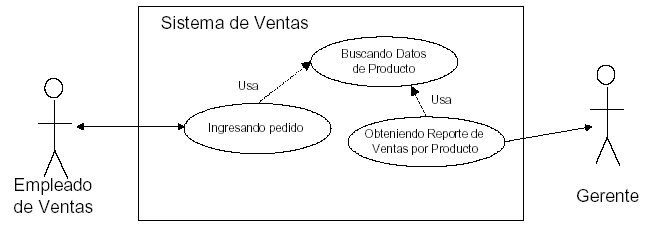 Sistema de Ventas
Buscando Datos
de Producto
Usa
Usa
Ingresando pedido
Obteniendo Reporte de
Ventas por Producto
Empleado
de Ventas
Gerente